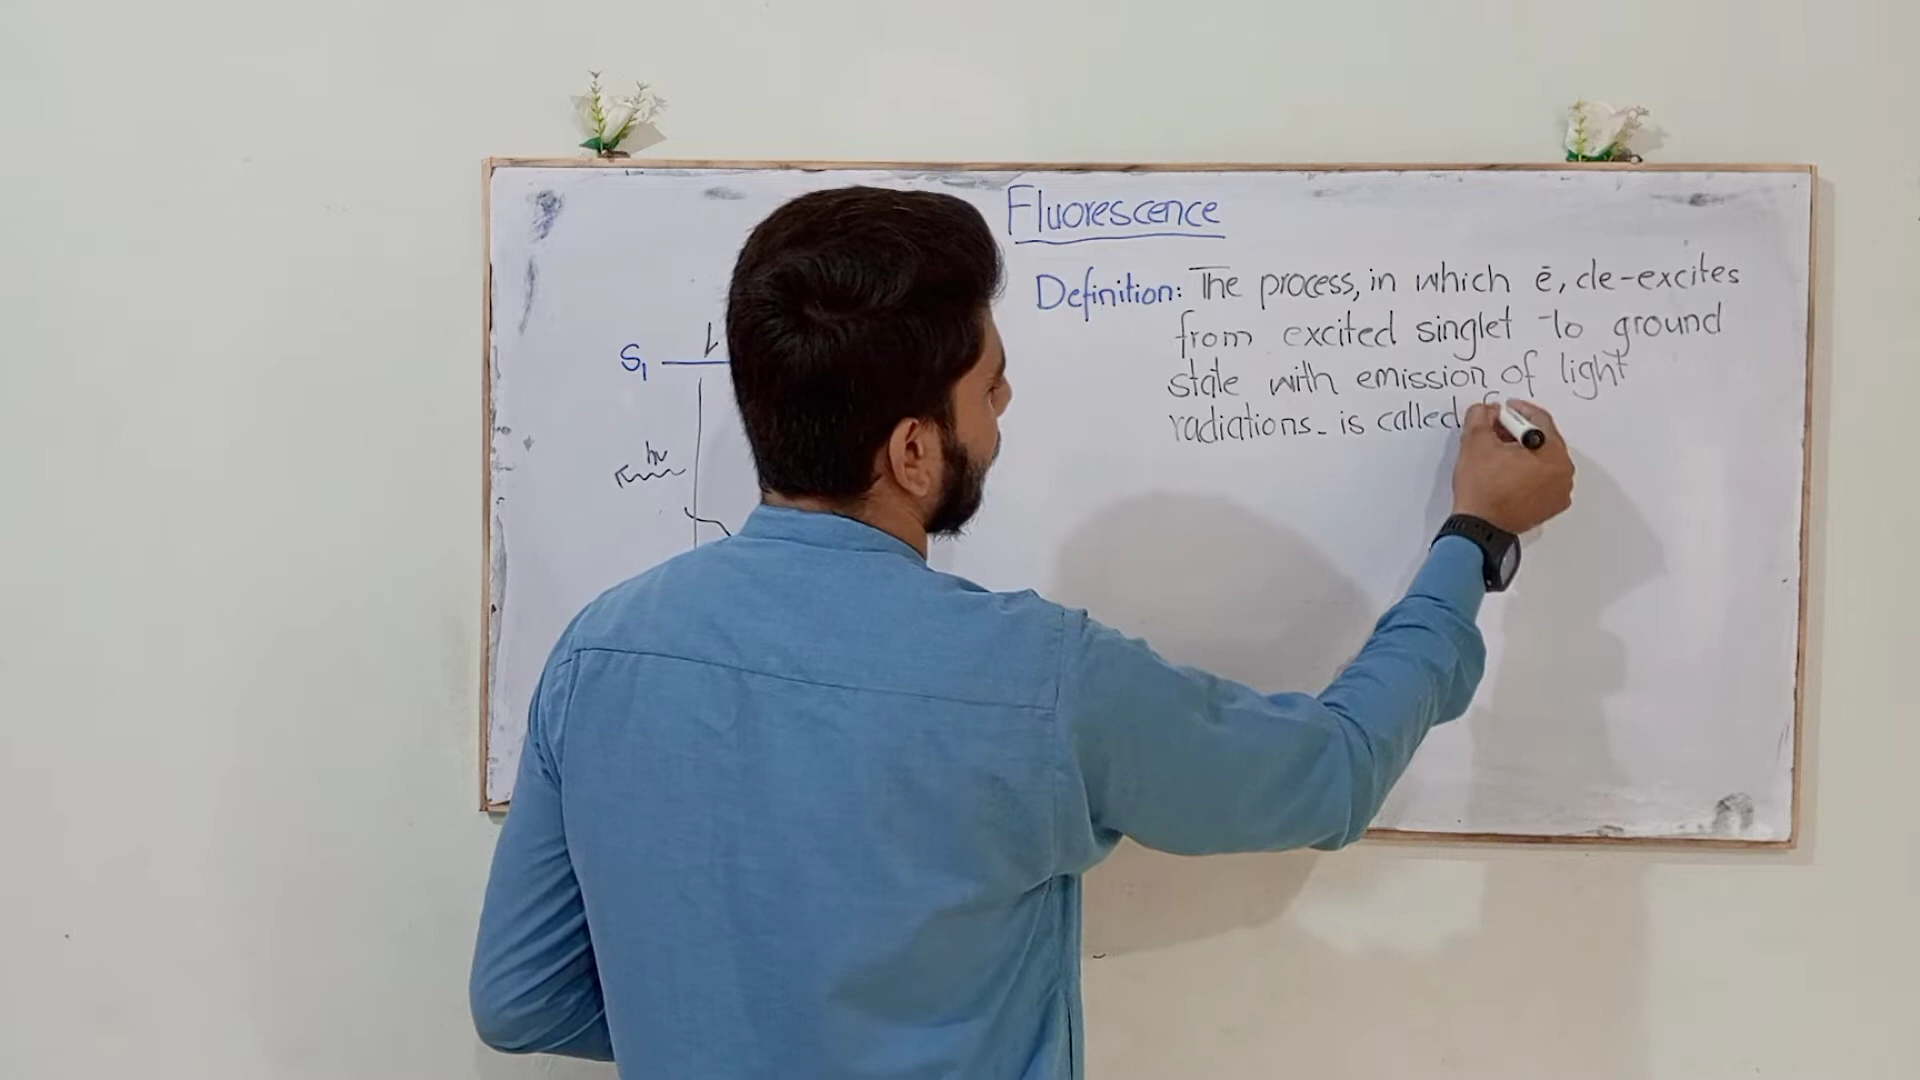 Fluorescence
Definition: The process, in which ē, de-excites
from excited singlet to ground
state with emission of light
radiations. is called
S₁
hν